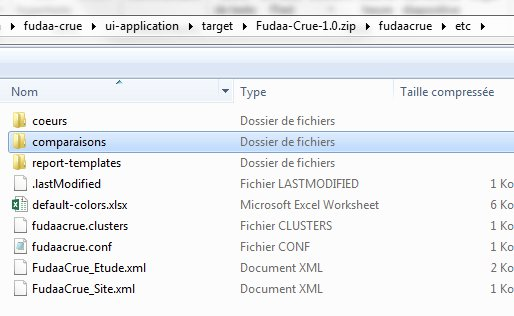 fudaa-crue ▸ ui-application ▸ target ▸ Fudaa-Crue-1.0.zip ▸ fudaacrue ▸ etc ▸
Nom Type Taille compressée
coeurs Dossier de fichiers
comparaisons Dossier de fichiers
report-templates Dossier de fichiers
.lastModified Fichier LASTMODIFIED 1 Ko
default-colors.xlsx Microsoft Excel Worksheet 6 Ko
fudaacrue.clusters Fichier CLUSTERS 1 Ko
fudaacrue.conf Fichier CONF 1 Ko
FudaaCrue_Etude.xml Document XML 2 Ko
FudaaCrue_Site.xml Document XML 1 Ko